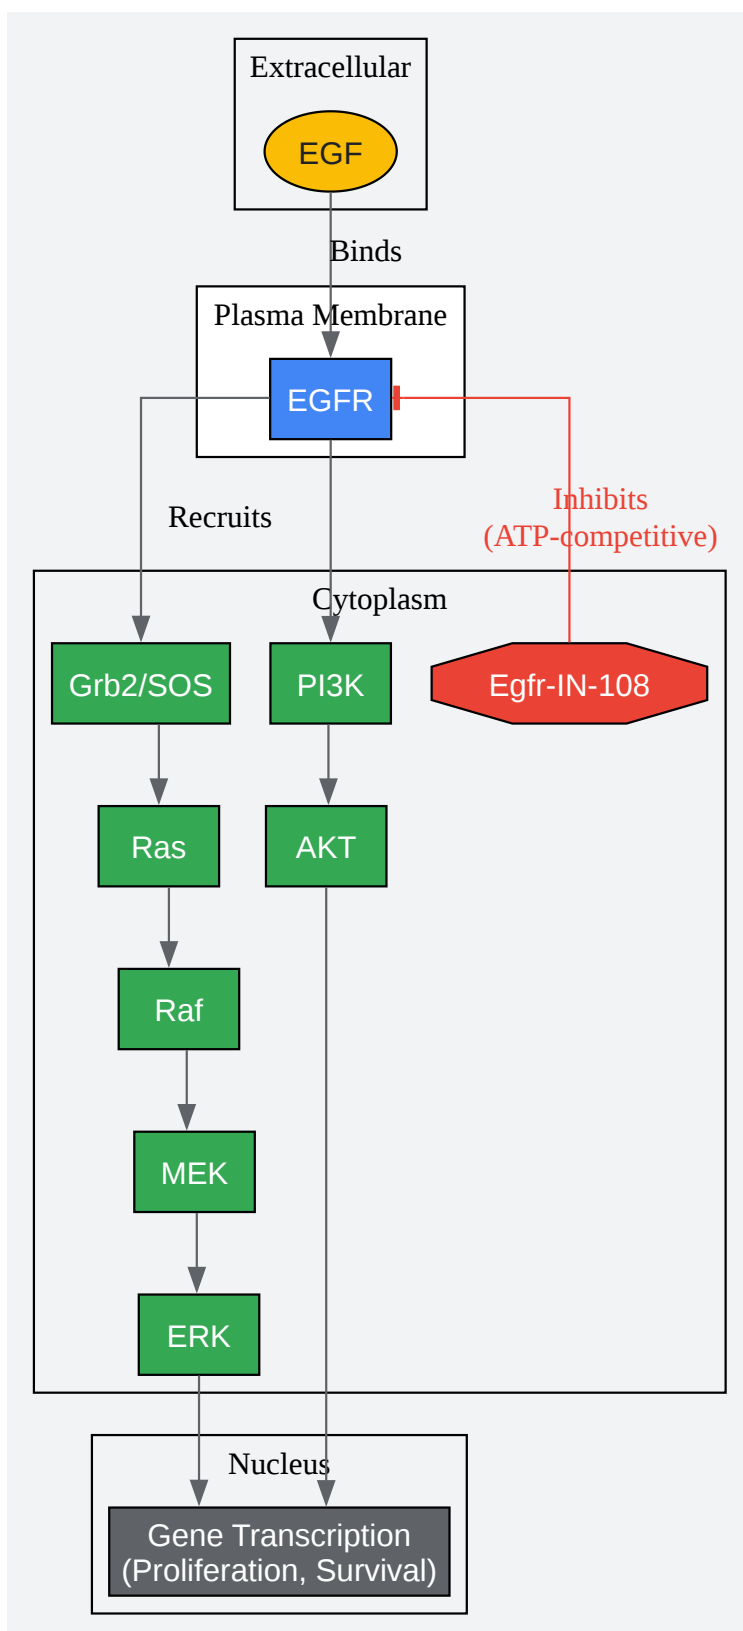 Extracellular
EGF
Binds
Plasma Membrane
EGFR
Recruits
Inhibits
(ATP-competitive)
Cytoplasm
Grb2/SOS
PI3K
Egfr-IN-108
Ras
AKT
Raf
MEK
ERK
Nucleus
Gene Transcription
(Proliferation, Survival)